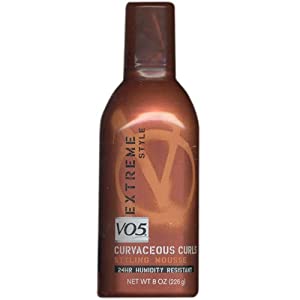 EXTREME
STYLE
V
VO5
CURVACEOUS CURLS
STYLING MOUSSE
24HR HUMIDITY RESISTANT
NET WT 8 OZ (226g)